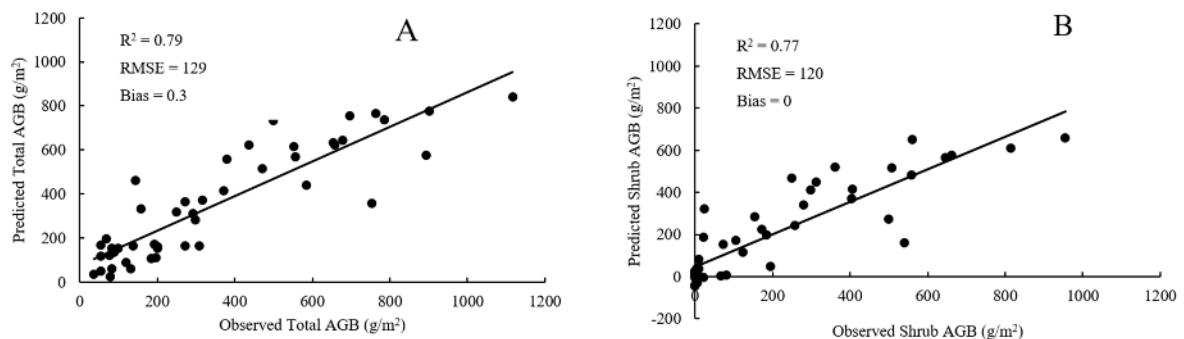 A
R² = 0.79
RMSE = 129
Bias = 0.3
Predicted Total AGB (g/m²)
1200
1000
800
600
400
200
0
0 200 400 600 800 1000 1200
Observed Total AGB (g/m²)
B
R² = 0.77
RMSE = 120
Bias = 0
Predicted Shrub AGB (g/m²)
1200
1000
800
600
400
200
0
-200
0 200 400 600 800 1000 1200
Observed Shrub AGB (g/m²)